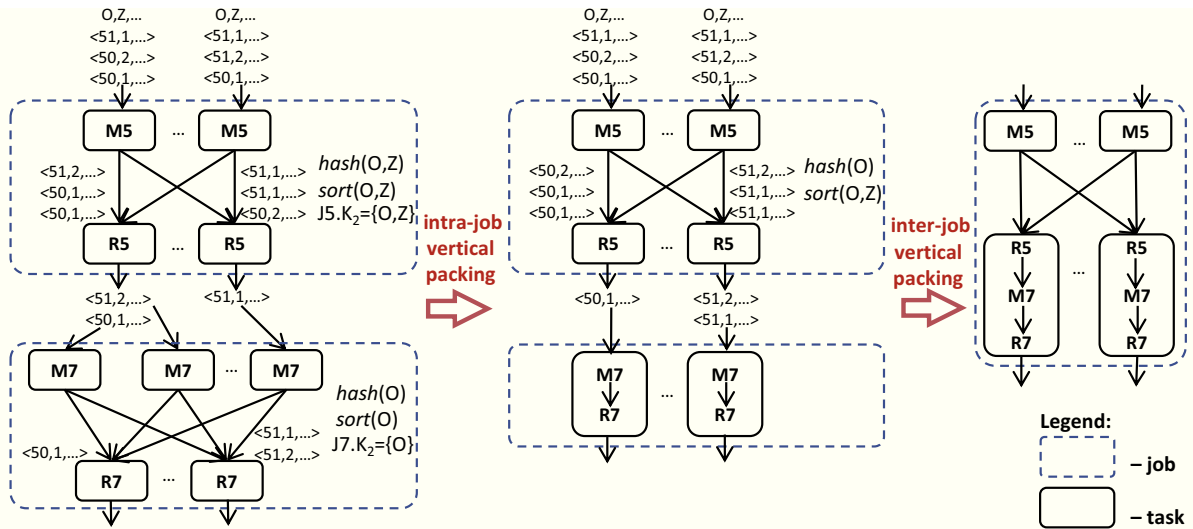 O,Z,...
<51,1,...>
<50,2,...>
<50,1,...>
O,Z,...
<51,1,...>
<51,2,...>
<50,1,...>
M5
...
M5
<51,2,...>
<50,1,...>
<50,1,...>
<51,1,...>
<51,1,...>
<50,2,...>
hash(O,Z)
sort(O,Z)
J5.K2={O,Z}
R5
...
R5
<51,2,...>
<50,1,...>
<51,1,...>
M7
M7
...
M7
hash(O)
sort(O)
J7.K2={O}
<50,1,...>
<51,1,...>
<51,2,...>
R7
...
R7
intra-job
vertical
packing
O,Z,...
<51,1,...>
<50,2,...>
<50,1,...>
O,Z,...
<51,1,...>
<51,2,...>
<50,1,...>
M5
...
M5
<50,2,...>
<50,1,...>
<50,1,...>
<51,2,...>
<51,1,...>
<51,1,...>
hash(O)
sort(O,Z)
R5
...
R5
<50,1,...>
<51,2,...>
<51,1,...>
M7
R7
...
M7
R7
inter-job
vertical
packing
M5
...
M5
R5
M7
R7
...
R5
M7
R7
Legend:
– job
– task